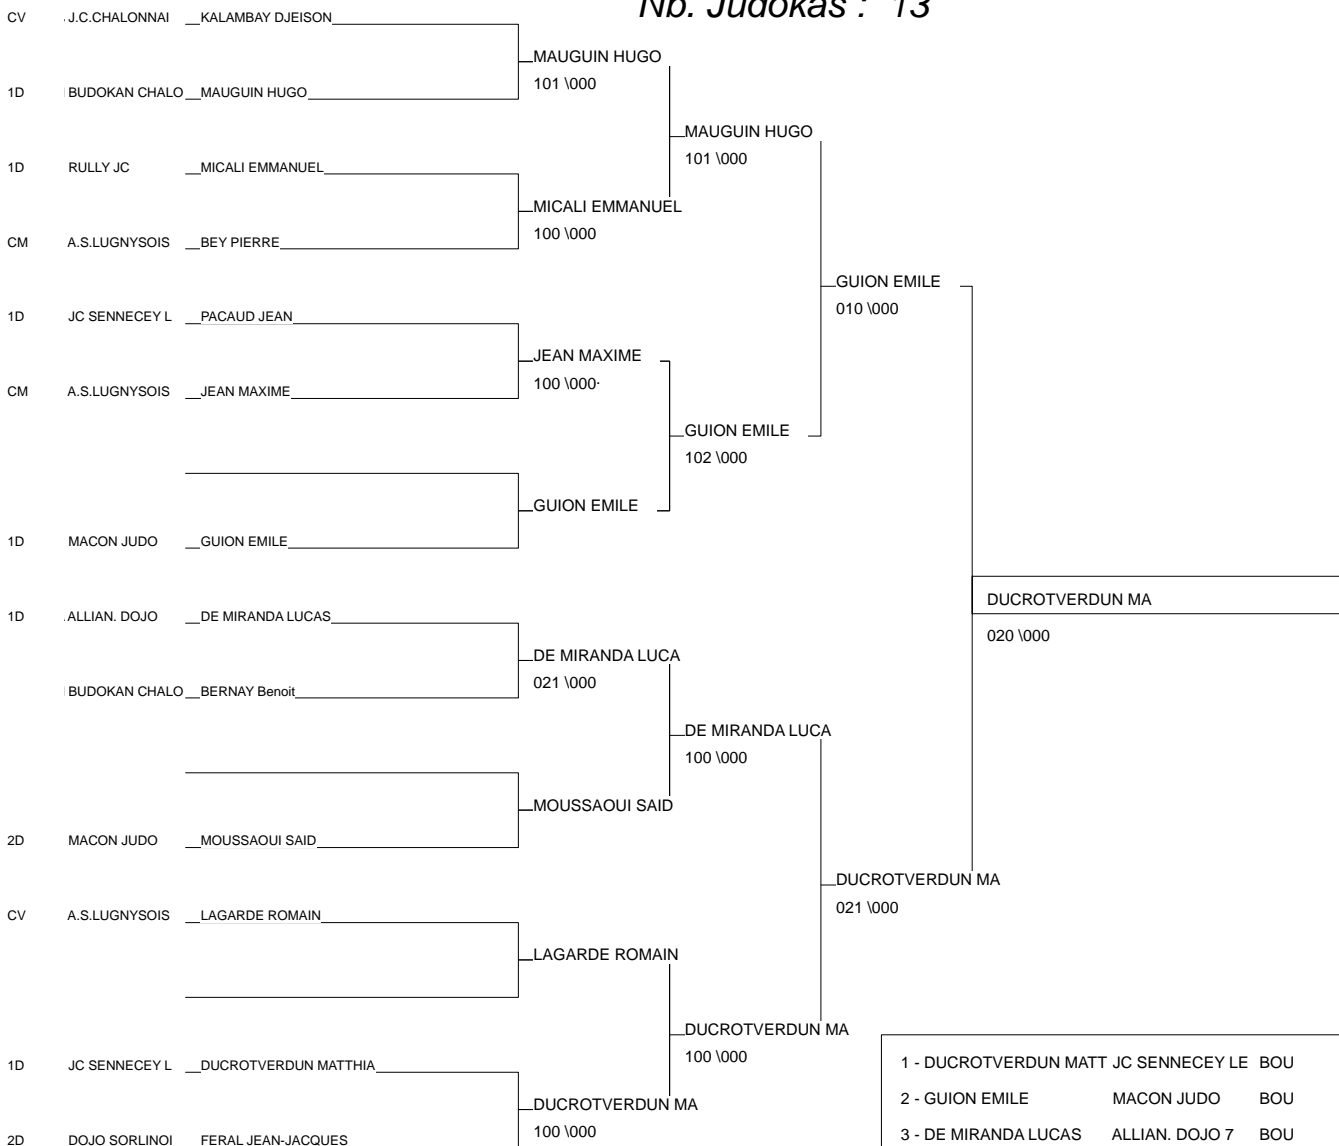 Nb. Judokas : 13
CV J.C.CHALONNAI KALAMBAY DJEISON
MAUGUIN HUGO
101 \000
1D BUDOKAN CHALO MAUGUIN HUGO
MAUGUIN HUGO
101 \000
1D RULLY JC MICALI EMMANUEL
MICALI EMMANUEL
100 \000
CM A.S.LUGNYSOIS BEY PIERRE
GUION EMILE
010 \000
1D JC SENNECEY L PACAUD JEAN
JEAN MAXIME
100 \000
CM A.S.LUGNYSOIS JEAN MAXIME
GUION EMILE
102 \000
GUION EMILE
1D MACON JUDO GUION EMILE
DUCROTVERDUN MA
020 \000
1D ALLIAN. DOJO DE MIRANDA LUCAS
DE MIRANDA LUCA
021 \000
BUDOKAN CHALO BERNAY Benoit
DE MIRANDA LUCA
100 \000
MOUSSAOUI SAID
2D MACON JUDO MOUSSAOUI SAID
DUCROTVERDUN MA
021 \000
CV A.S.LUGNYSOIS LAGARDE ROMAIN
LAGARDE ROMAIN
DUCROTVERDUN MA
100 \000
1D JC SENNECEY L DUCROTVERDUN MATTHIA
DUCROTVERDUN MA
100 \000
2D DOJO SORLINOI FERAL JEAN-JACQUES
1 - DUCROTVERDUN MATT JC SENNECEY LE BOU
2 - GUION EMILE MACON JUDO BOU
3 - DE MIRANDA LUCAS ALLIAN. DOJO 7 BOU